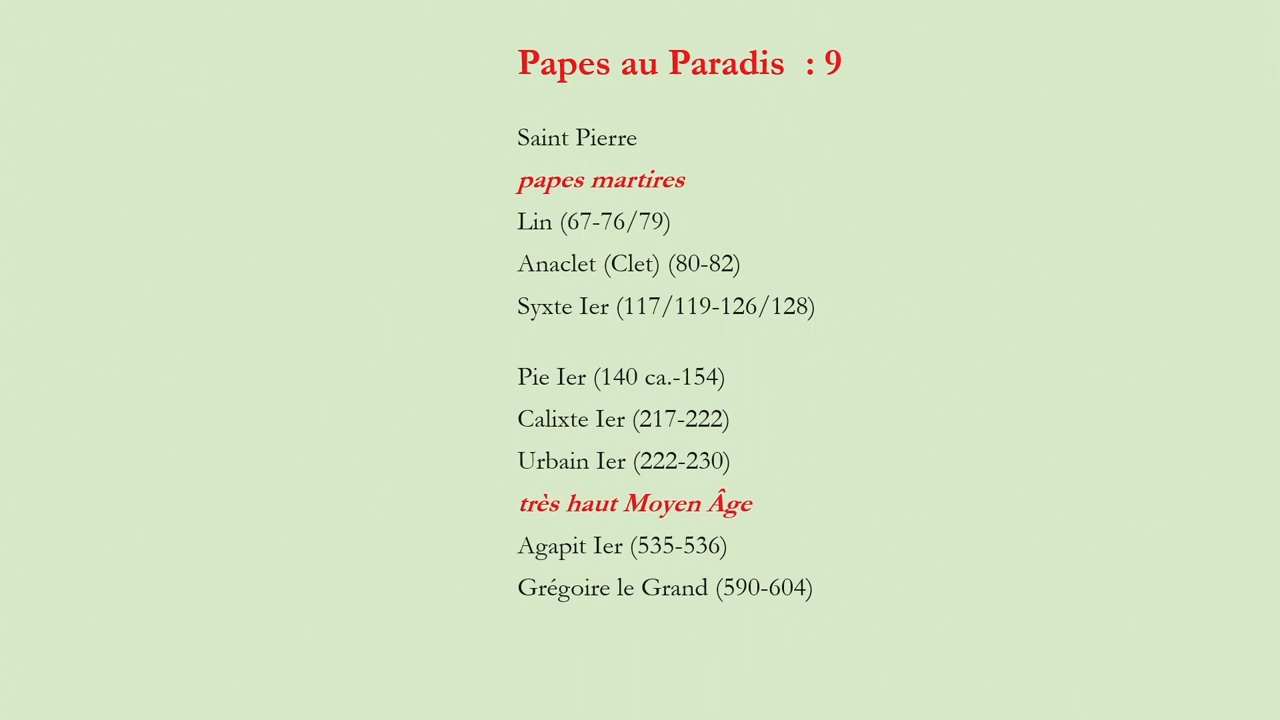 Papes au Paradis : 9
Saint Pierre
papes martires
Lin (67-76/79)
Anaclet (Clet) (80-82)
Syxte Ier (117/119-126/128)
Pie Ier (140 ca.-154)
Calixte Ier (217-222)
Urbain Ier (222-230)
très haut Moyen Âge
Agapit Ier (535-536)
Grégoire le Grand (590-604)